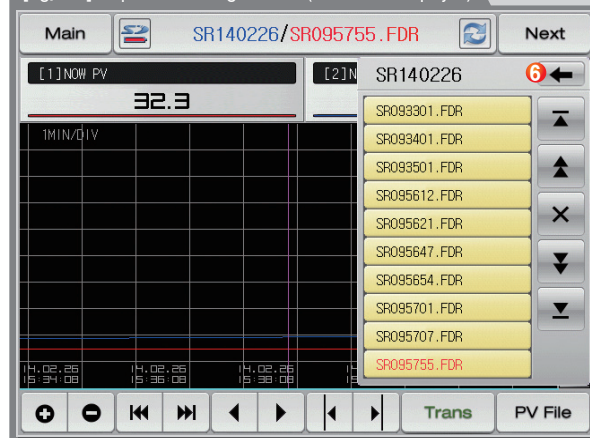 Main
SR140226/SR095755.FDR
Next
[1]NOW PV
32.3
[2]N
SR140226
6
SR093301.FDR
SR093401.FDR
SR093501.FDR
SR095612.FDR
SR095621.FDR
SR095647.FDR
SR095654.FDR
SR095701.FDR
SR095707.FDR
SR095755.FDR
1MIN/DIV
14.02.26
15:34:08
14.02.26
15:36:08
14.02.26
15:38:08
Trans
PV File